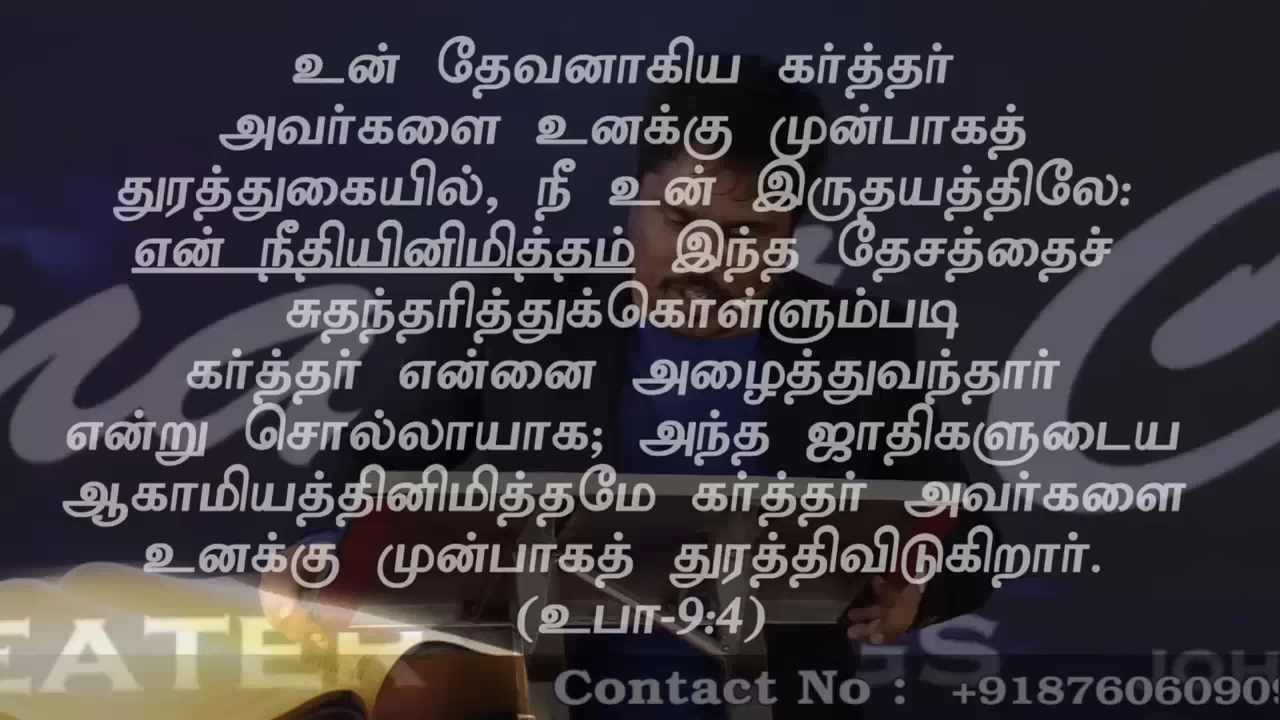 உன் தேவனாகிய கர்த்தர்
அவர்களை உனக்கு முன்பாகத்
துரத்துகையில், நீ உன் இருதயத்திலே:
என் நீதியினிமித்தம் இந்த தேசத்தைச்
சுதந்தரித்துக்கொள்ளும்படி
கர்த்தர் என்னை அழைத்துவந்தார்
என்று சொல்லாயாக; அந்த ஜாதிகளுடைய
ஆகாமியத்தினிமித்தமே கர்த்தர் அவர்களை
உனக்கு முன்பாகத் துரத்திவிடுகிறார்.
(உபா-9:4)
EATER GS JOH
Contact No : +9187606090